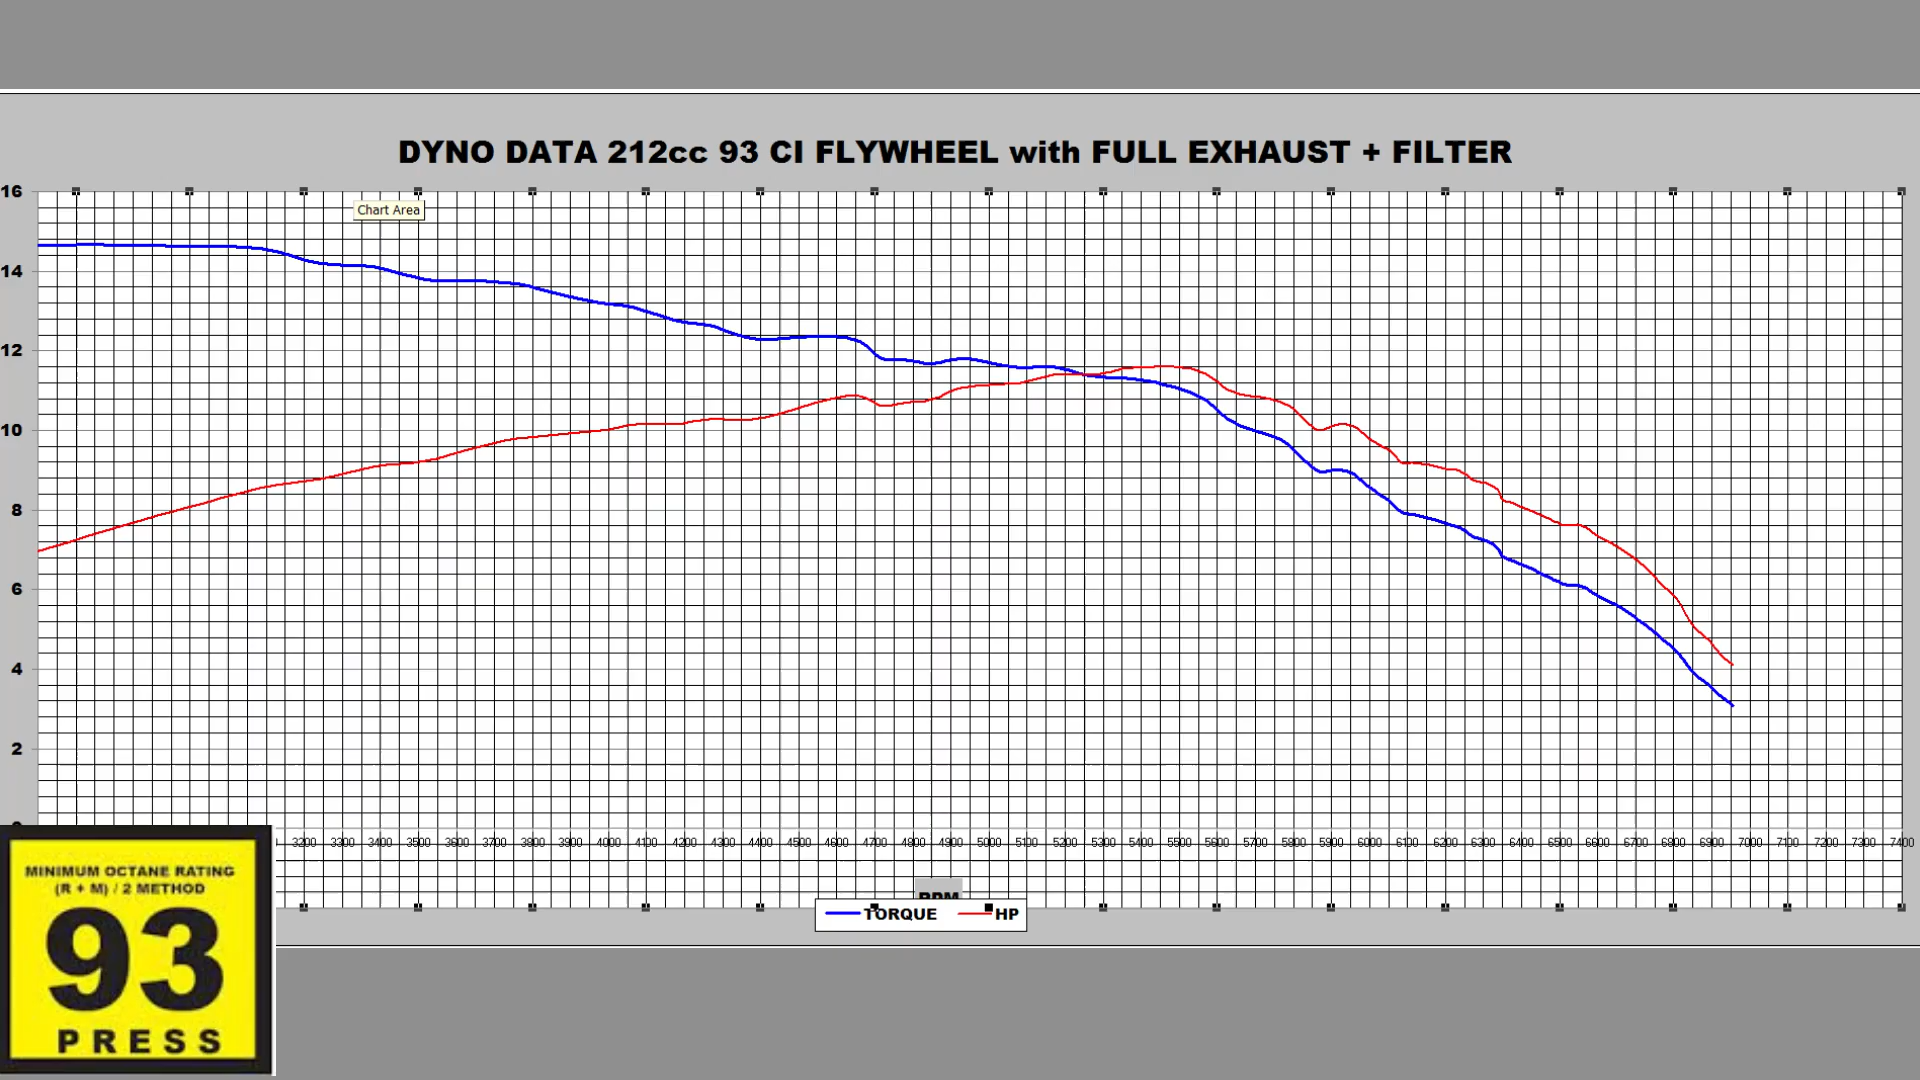 DYNO DATA 212cc 93 CI FLYWHEEL with FULL EXHAUST + FILTER
16
Chart Area
14
12
10
8
6
4
2
3200 3300 3400 3500 3600 3700 3800 3900 4000 4100 4200 4300 4400 4500 4600 4700 4800 4900 5000 5100 5200 5300 5400 5500 5600 5700 5800 5900 6000 6100 6200 6300 6400 6500 6600 6700 6800 6900 7000 7100 7200 7300 7400
RPM
TORQUE HP
MINIMUM OCTANE RATING
(R + M) / 2 METHOD
93
PRESS